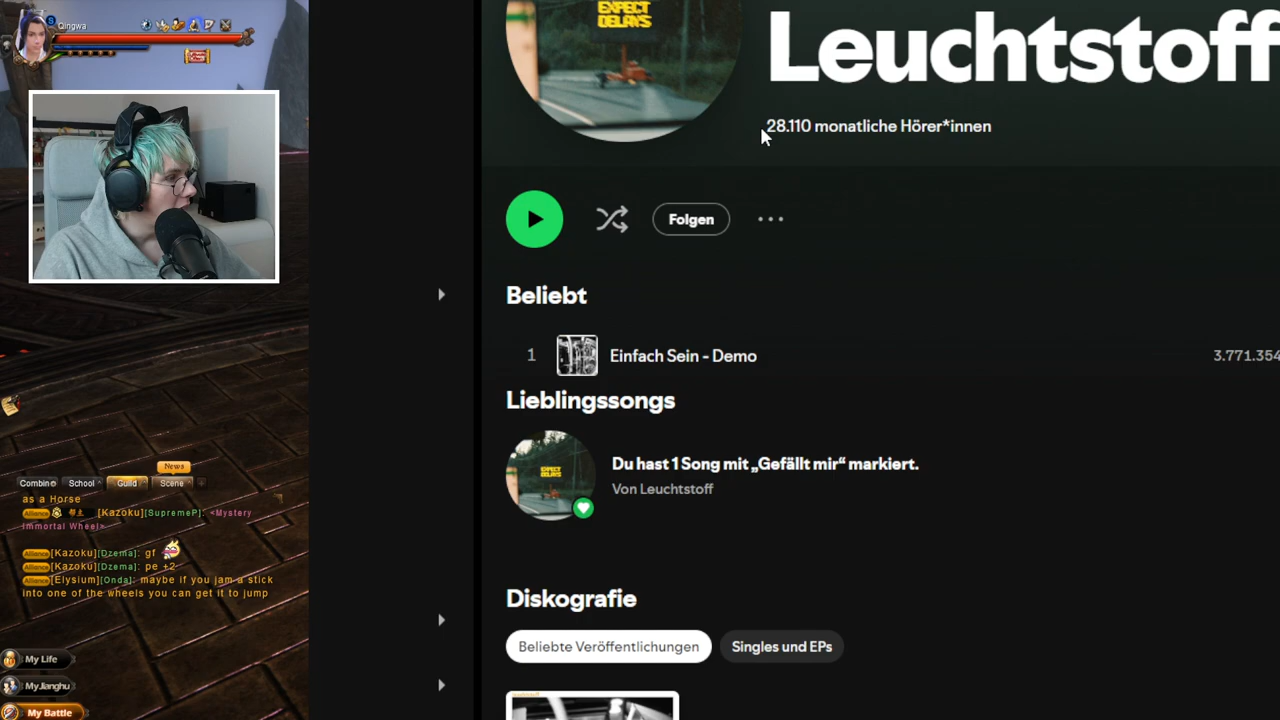 Qingwa
EXPECT
DELAYS
Leuchtstoff
28.110 monatliche Hörer*innen
Folgen
Beliebt
1
Einfach Sein - Demo
3.771.354
Lieblingssongs
Du hast 1 Song mit „Gefällt mir“ markiert.
Von Leuchtstoff
Diskografie
Beliebte Veröffentlichungen
Singles und EPs
News
Combine School Guild Scene
as a Horse
Alliance [Kazoku][SupremeP]: <Mystery
Immortal Wheel>
Alliance [Kazoku][Dzema]: gf
Alliance [Kazoku][Dzema]: pe +2
Alliance [Elysium][Onda]: maybe if you jam a stick
into one of the wheels you can get it to jump
My Life
My Jianghu
My Battle